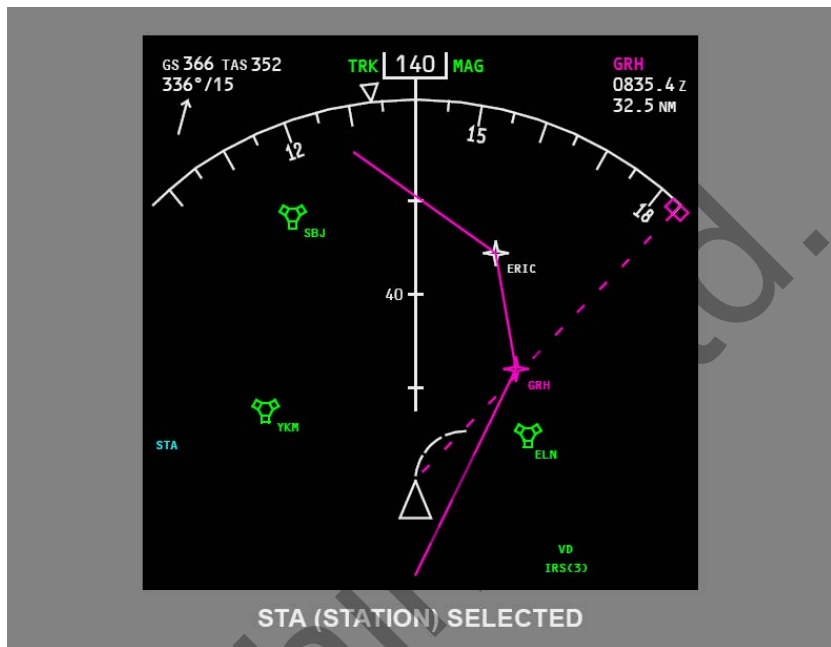 GS 366 TAS 352
336°/15
TRK 140 MAG
GRH
0835.4 Z
32.5 NM
12
15
18
SBJ
ERIC
40
GRH
YKM
STA
ELN
VD
IRS(3)
STA (STATION) SELECTED